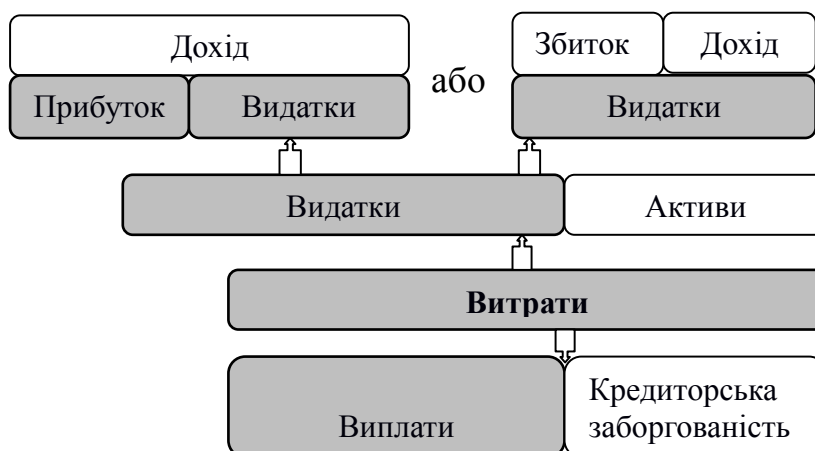 Дохід
Прибуток
Видатки
або
Збиток
Дохід
Видатки
Видатки
Активи
Витрати
Виплати
Кредиторська
заборгованість